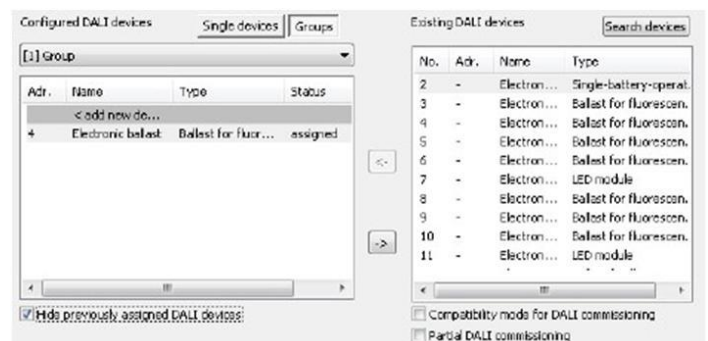 Configured DALI devices Single devices Groups
[1] Group
Adr. Name Type Status
< add new de...
4 Electronic ballast Ballast for fluor... assigned
Hide previously assigned DALI devices
<-
->
Existing DALI devices Search devices
No. Adr. Name Type
2 - Electron... Single-battery-operat.
3 - Electron... Ballast for fluorescen.
4 - Electron... Ballast for fluorescen.
5 - Electron... Ballast for fluorescen.
6 - Electron... Ballast for fluorescen.
7 - Electron... LED module
8 - Electron... Ballast for fluorescen.
9 - Electron... Ballast for fluorescen.
10 - Electron... Ballast for fluorescen.
11 - Electron... LED module
Compatibility mode for DALI commissioning
Partial DALI commissioning